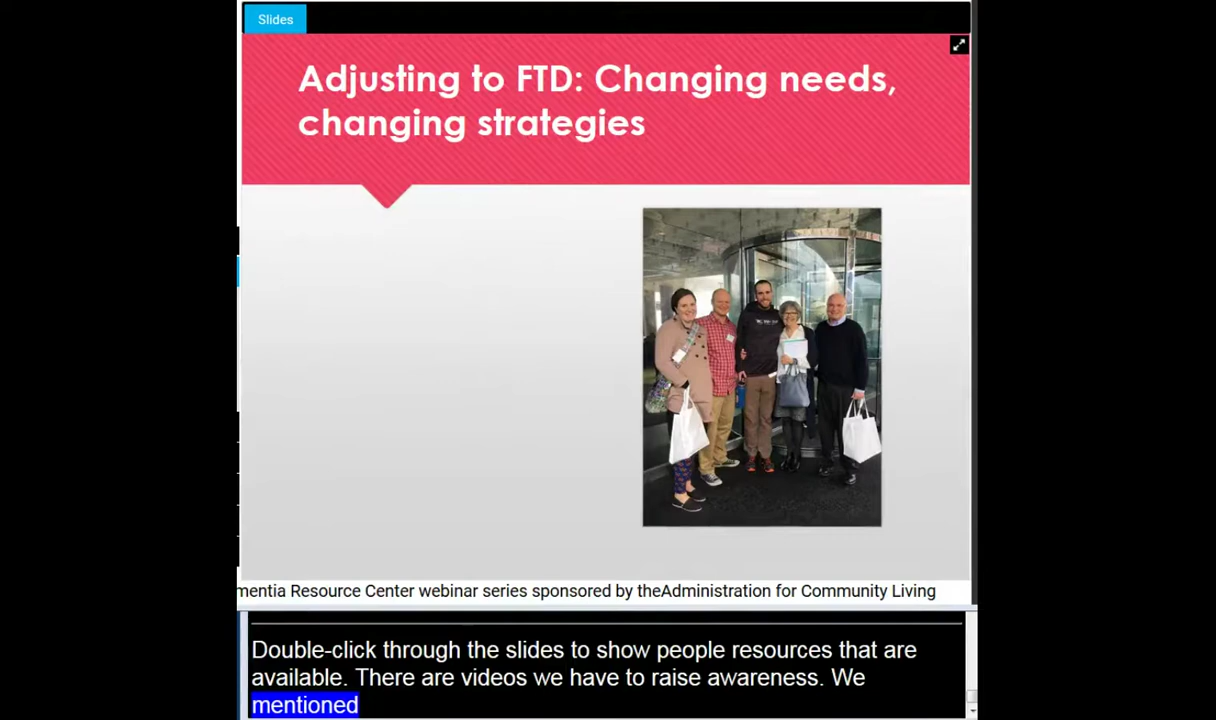 Slides
Adjusting to FTD: Changing needs,
changing strategies
mentia Resource Center webinar series sponsored by theAdministration for Community Living
Double-click through the slides to show people resources that are
available. There are videos we have to raise awareness. We
mentioned